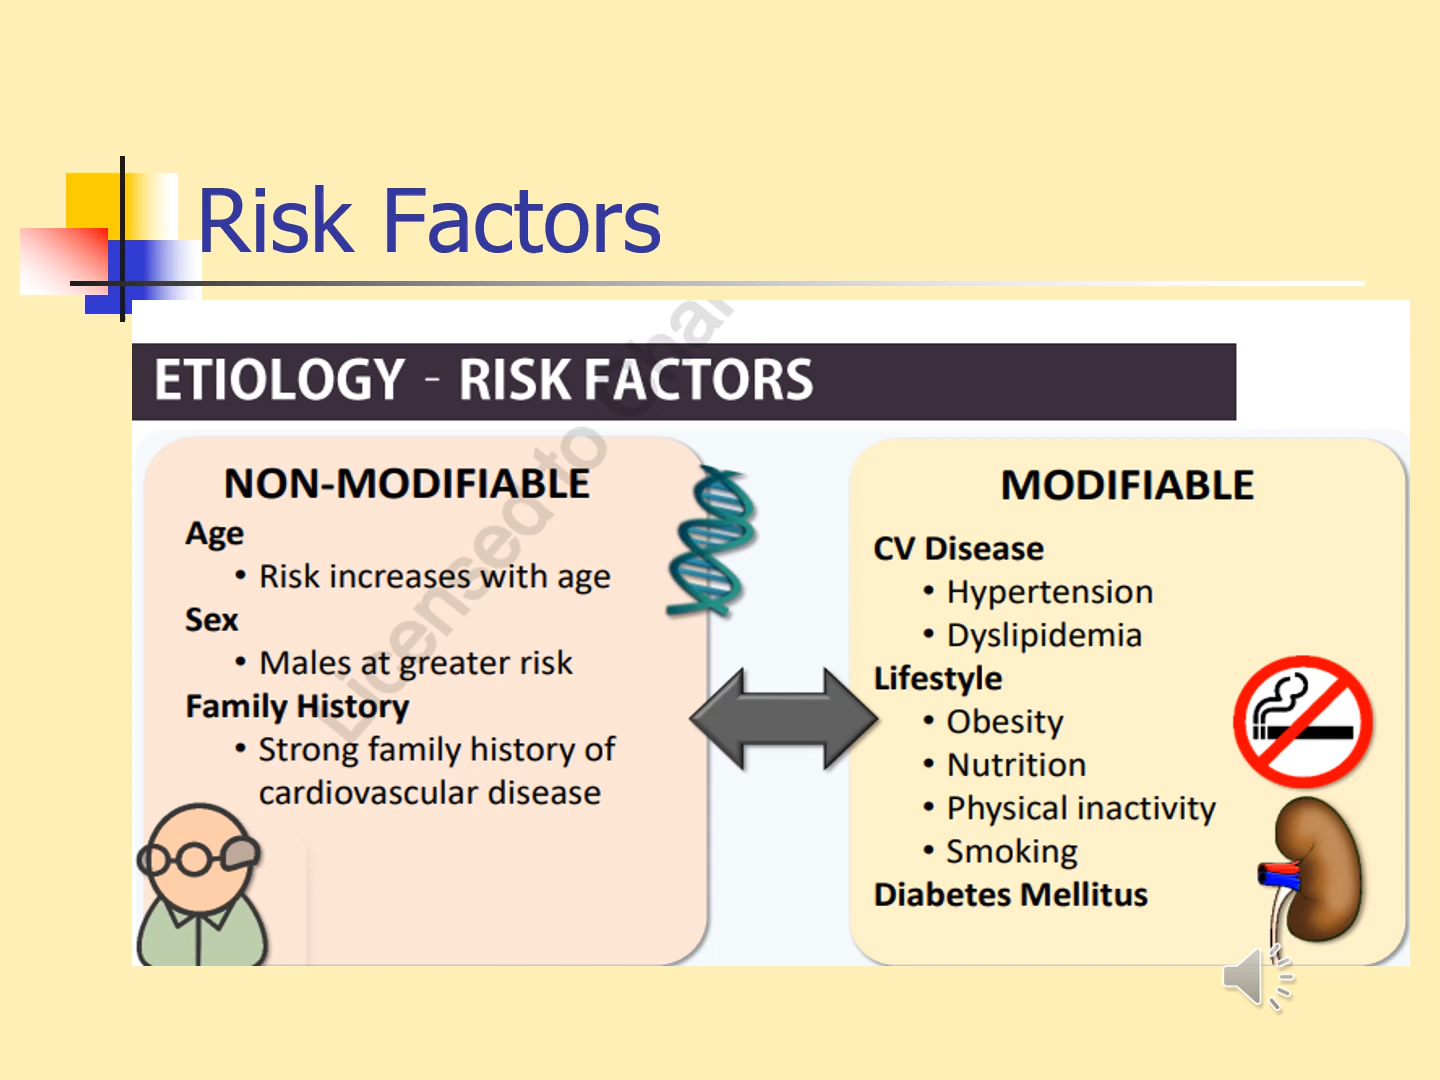 Risk Factors
ETIOLOGY - RISK FACTORS
NON-MODIFIABLE
Age
• Risk increases with age
Sex
• Males at greater risk
Family History
• Strong family history of
cardiovascular disease
MODIFIABLE
CV Disease
• Hypertension
• Dyslipidemia
Lifestyle
• Obesity
• Nutrition
• Physical inactivity
• Smoking
Diabetes Mellitus
Licensed to